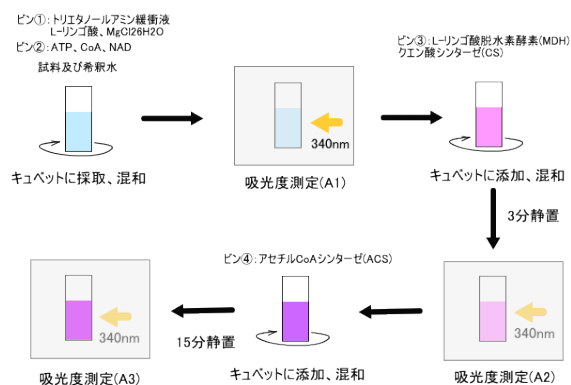 ビン①:トリエタノールアミン緩衝液
L-リンゴ酸、MgCl26H2O
ビン②:ATP、CoA、NAD
試料及び希釈水
キュベットに採取、混和
340nm
吸光度測定(A1)
ビン③:L-リンゴ酸脱水素酵素(MDH)
クエン酸シンターゼ(CS)
キュベットに添加、混和
3分静置
340nm
吸光度測定(A2)
ビン④:アセチルCoAシンターゼ(ACS)
キュベットに添加、混和
15分静置
340nm
吸光度測定(A3)